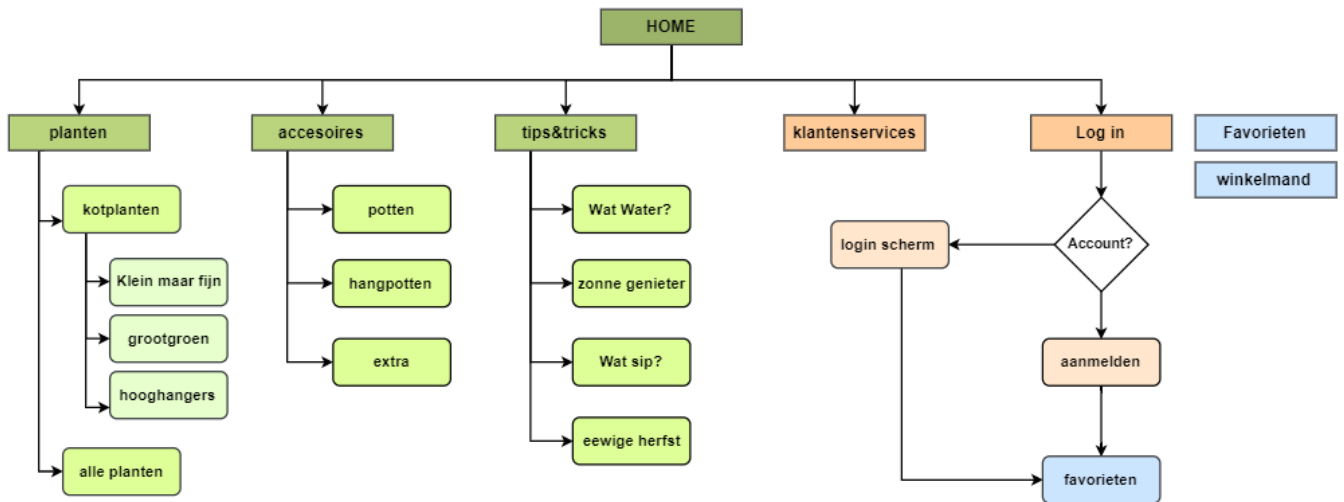 HOME
planten
accesoires
tips&tricks
klantenservices
Log in
Favorieten
winkelmand
kotplanten
Klein maar fijn
grootgroen
hooghangers
alle planten
potten
hangpotten
extra
Wat Water?
zonne genieter
Wat sip?
eewige herfst
Account?
login scherm
aanmelden
favorieten